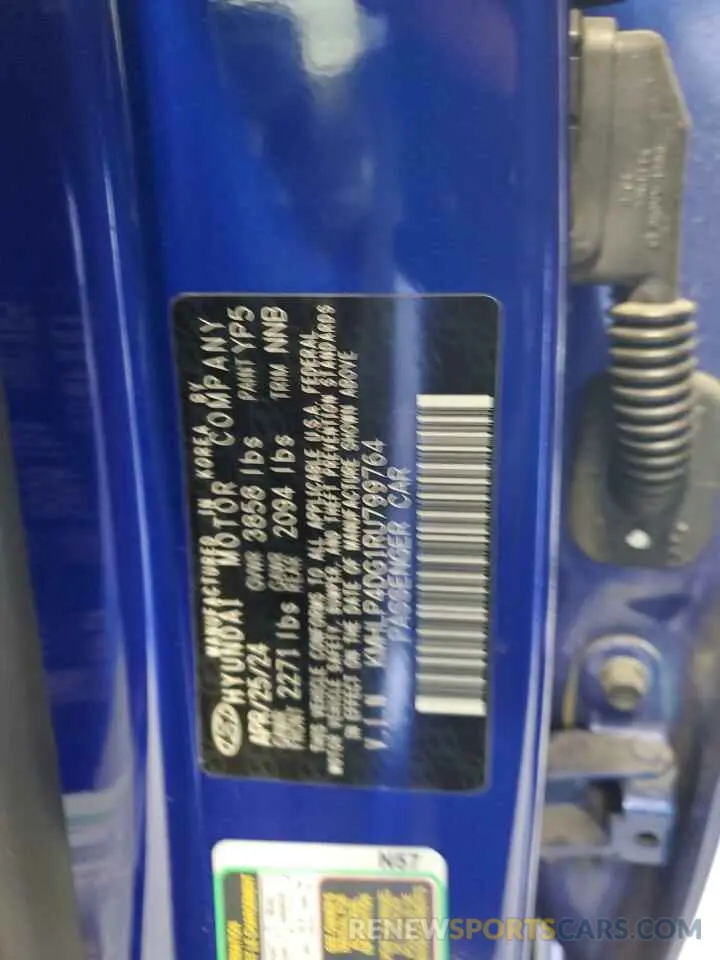 MANUFACTURED IN KOREA BY
HYUNDAI MOTOR COMPANY
APR/25/24 GVWR 3858 lbs PAINT YP5
GAWR FRONT 2271 lbs GAWR REAR 2094 lbs TRIM NNB
THIS VEHICLE CONFORMS TO ALL APPLICABLE U.S.A. FEDERAL
MOTOR VEHICLE SAFETY, BUMPER, AND THEFT PREVENTION STANDARDS
IN EFFECT ON THE DATE OF MANUFACTURE SHOWN ABOVE
V.I.N KMHLP4DG1RU799764
PASSENGER CAR
N57
RENEWSPORTSCARS.COM